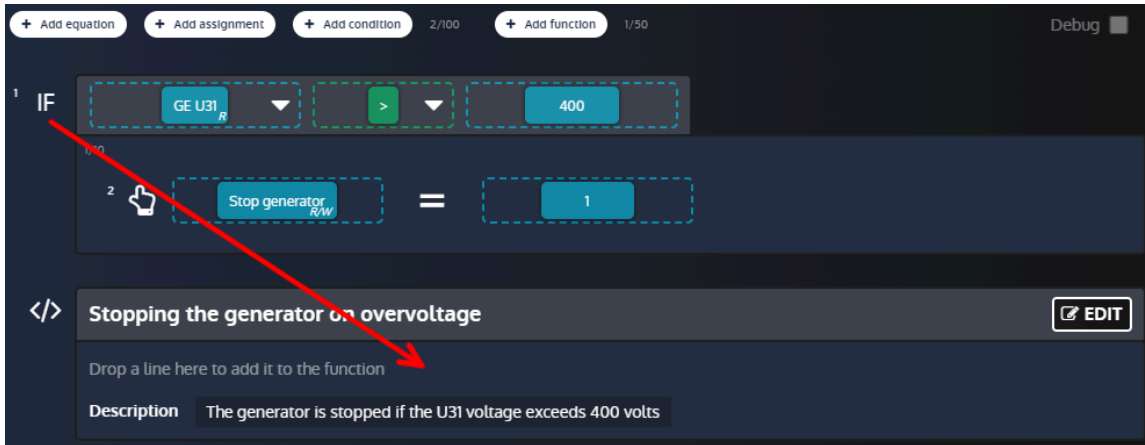 + Add equation + Add assignment + Add condition 2/100 + Add function 1/50 Debug
1 IF GE U31 R > 400
1/10
2 Stop generator R/W = 1
</> Stopping the generator on overvoltage EDIT
Drop a line here to add it to the function
Description The generator is stopped if the U31 voltage exceeds 400 volts